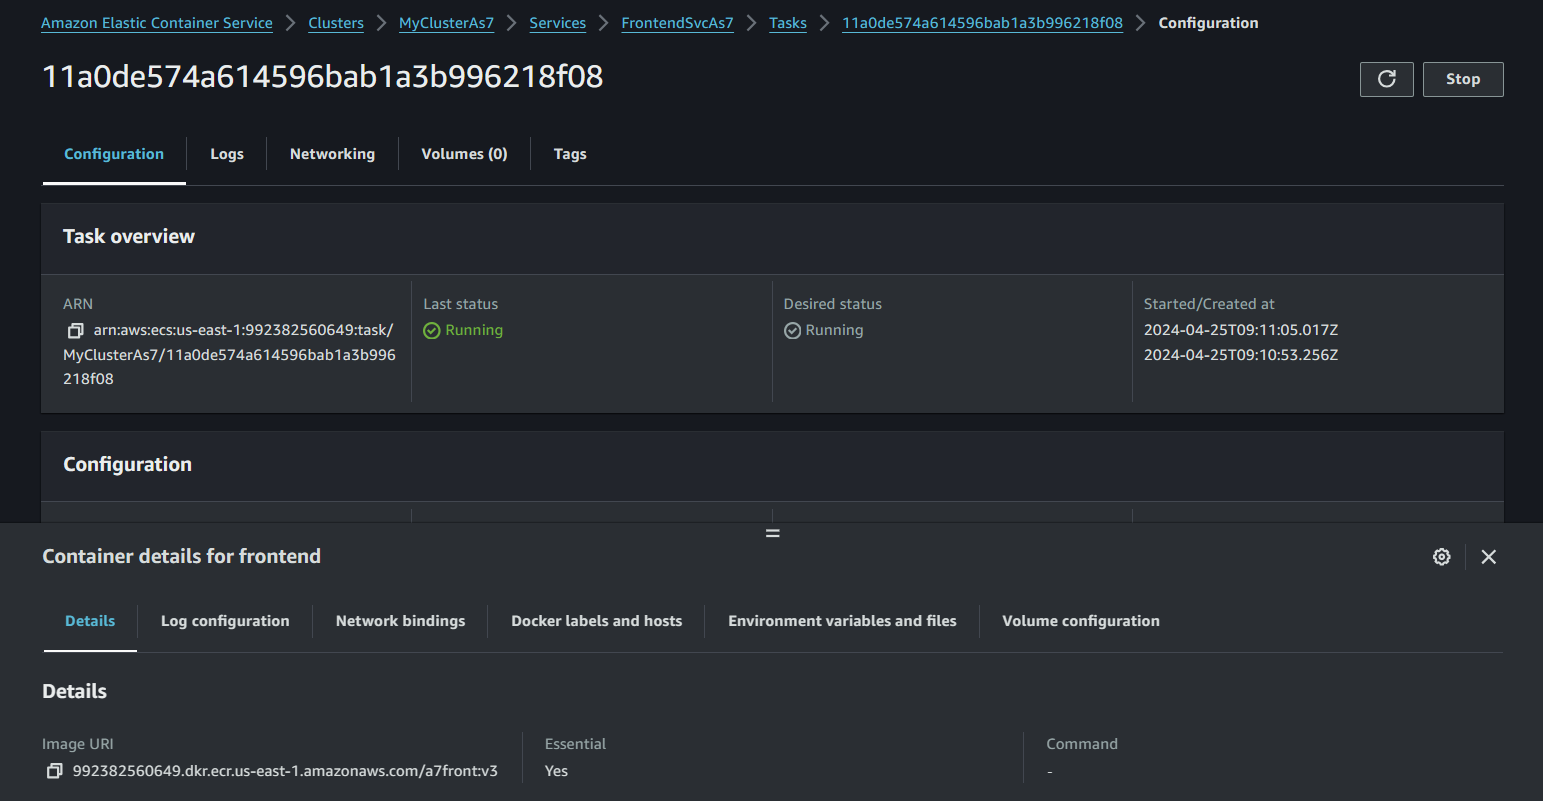 Amazon Elastic Container Service > Clusters > MyClusterAs7 > Services > FrontendSvcAs7 > Tasks > 11a0de574a614596bab1a3b996218f08 > Configuration
11a0de574a614596bab1a3b996218f08
Stop
Configuration Logs Networking Volumes (0) Tags
Task overview
ARN
arn:aws:ecs:us-east-1:992382560649:task/
MyClusterAs7/11a0de574a614596bab1a3b996
218f08
Last status
Running
Desired status
Running
Started/Created at
2024-04-25T09:11:05.017Z
2024-04-25T09:10:53.256Z
Configuration
Container details for frontend
Details Log configuration Network bindings Docker labels and hosts Environment variables and files Volume configuration
Details
Image URI
992382560649.dkr.ecr.us-east-1.amazonaws.com/a7front:v3
Essential
Yes
Command
-